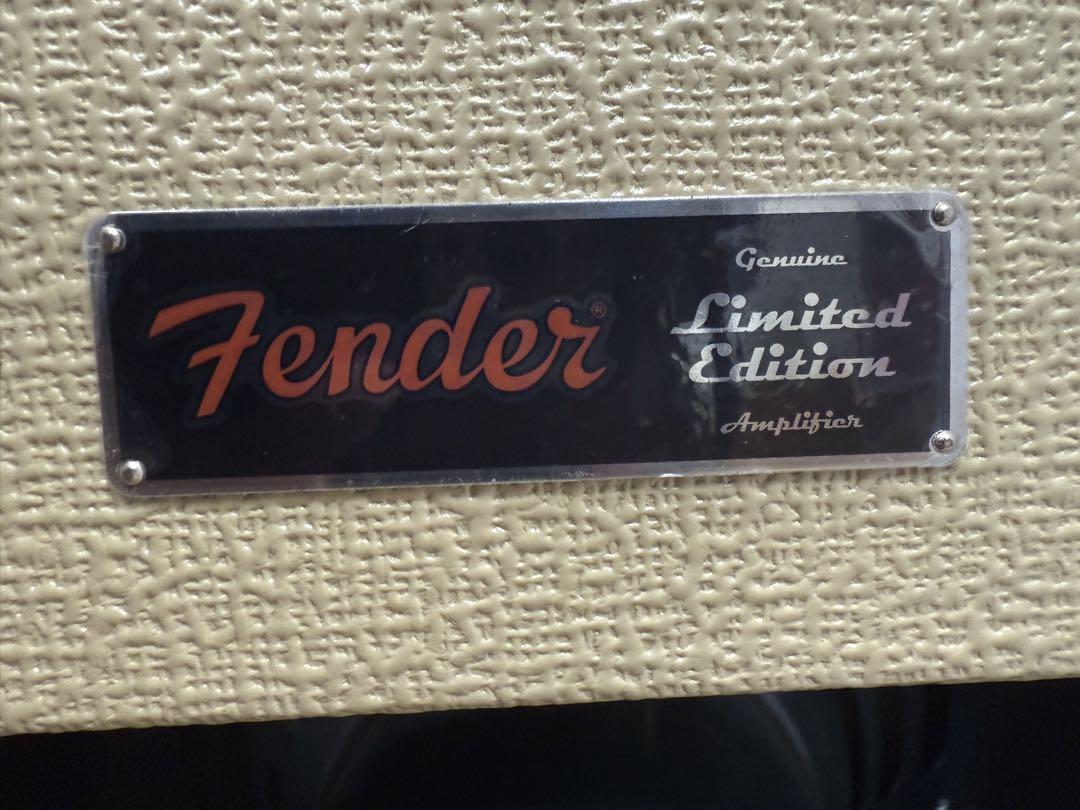 Fender®
Genuine
Limited
Edition
Amplifier